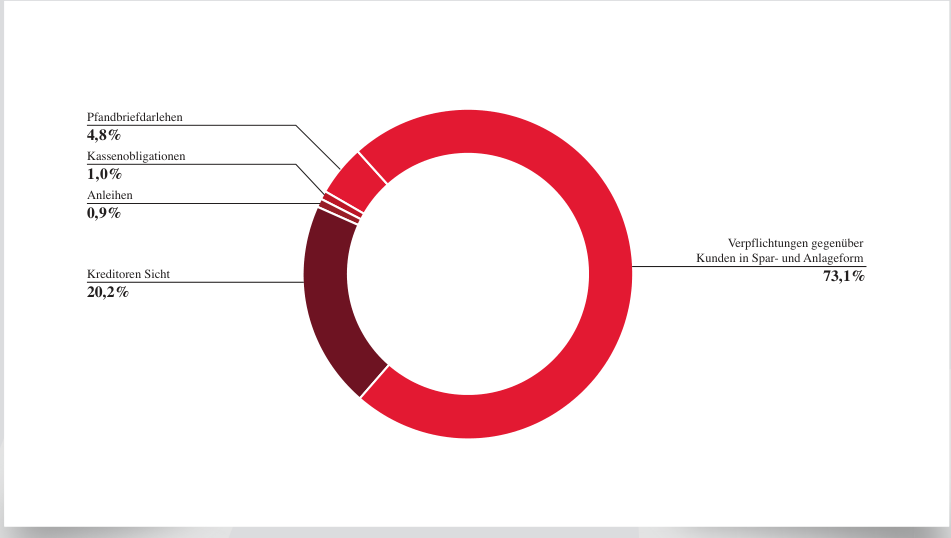 Pfandbriefdarlehen
4,8%
Kassenobligationen
1,0%
Anleihen
0,9%
Kreditoren Sicht
20,2%
Verpflichtungen gegenüber
Kunden in Spar- und Anlageform
73,1%